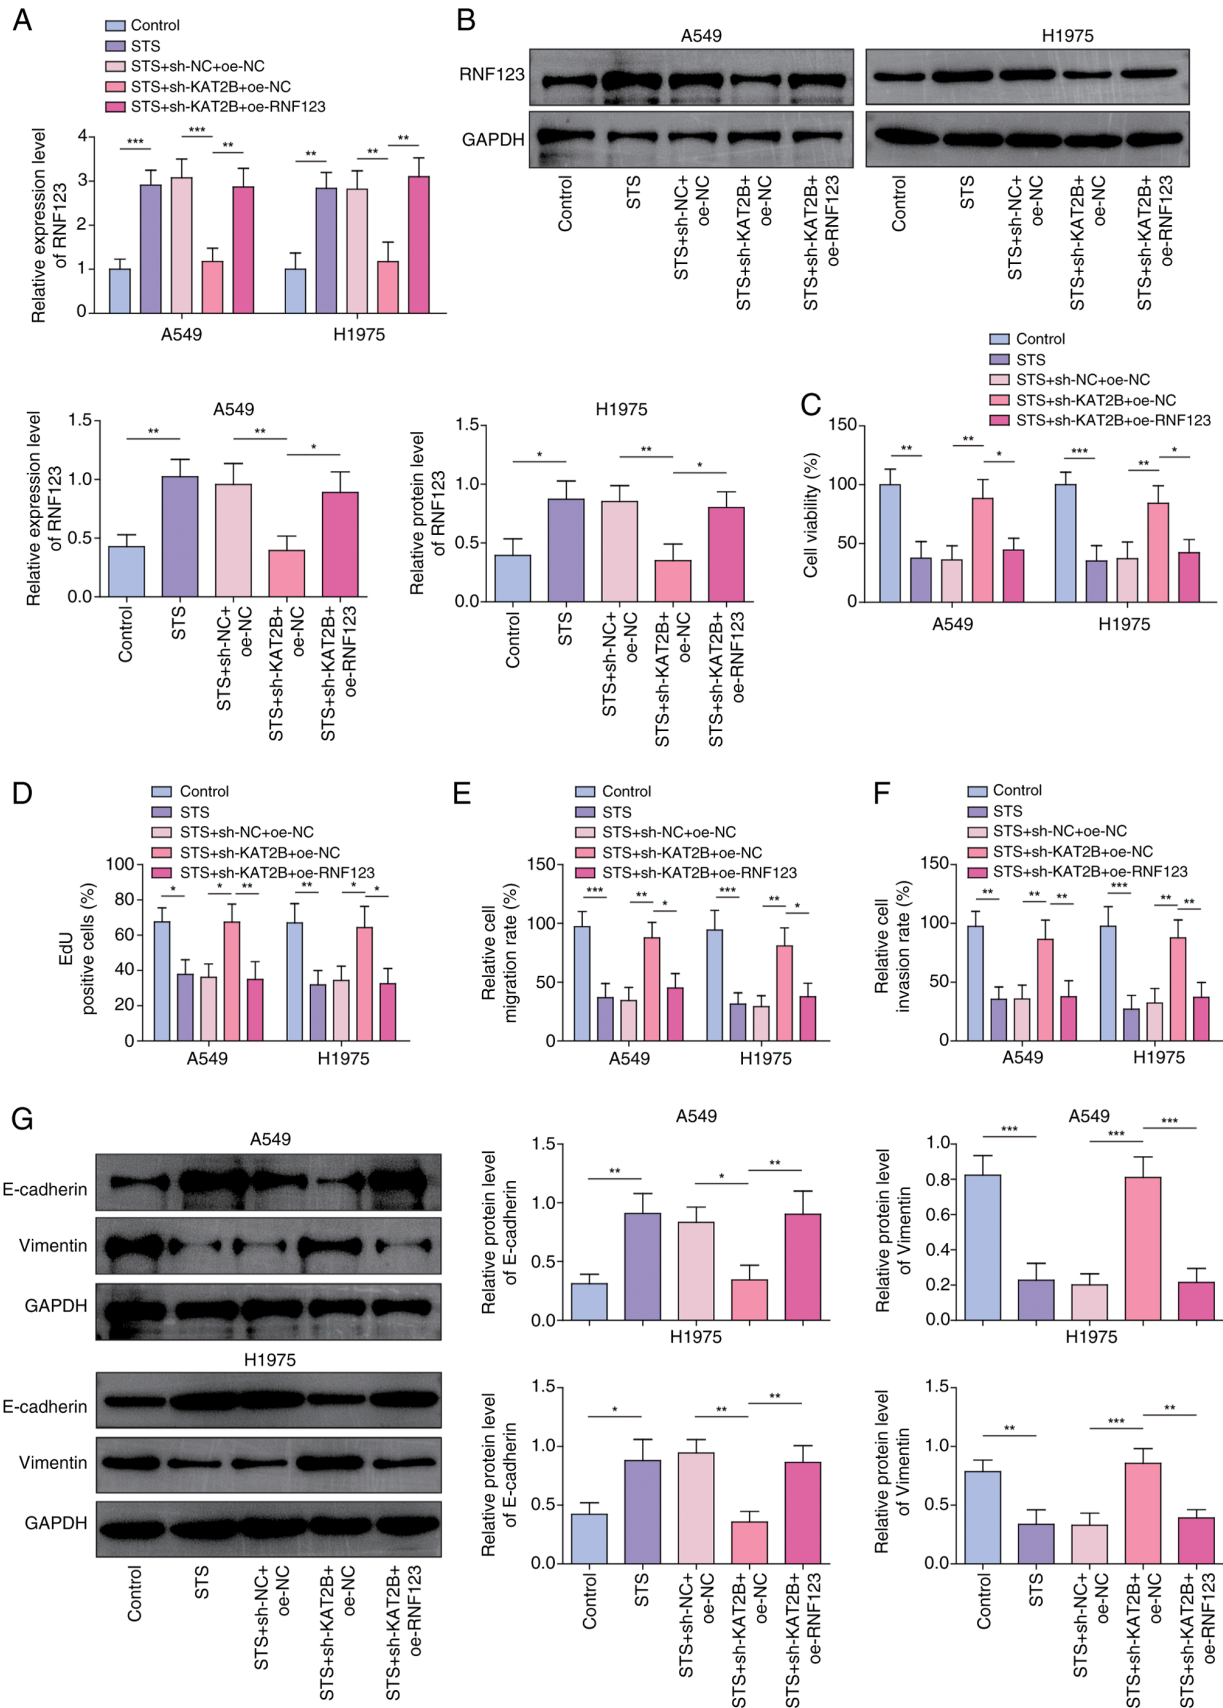 A
Control
STS
STS+sh-NC+oe-NC
STS+sh-KAT2B+oe-NC
STS+sh-KAT2B+oe-RNF123
Relative expression level
of RNF123
4
3
2
1
0
*** *** ** ** ** **
A549 H1975
B
A549 H1975
RNF123
GAPDH
Control
STS
STS+sh-NC+
oe-NC
STS+sh-KAT2B+
oe-NC
STS+sh-KAT2B+
oe-RNF123
Control
STS
STS+sh-NC+
oe-NC
STS+sh-KAT2B+
oe-NC
STS+sh-KAT2B+
oe-RNF123
A549
Relative expression level
of RNF123
1.5
1.0
0.5
0.0
** ** *
Control
STS
STS+sh-NC+
oe-NC
STS+sh-KAT2B+
oe-NC
STS+sh-KAT2B+
oe-RNF123
H1975
Relative protein level
of RNF123
1.5
1.0
0.5
0.0
* ** *
Control
STS
STS+sh-NC+
oe-NC
STS+sh-KAT2B+
oe-NC
STS+sh-KAT2B+
oe-RNF123
C
Control
STS
STS+sh-NC+oe-NC
STS+sh-KAT2B+oe-NC
STS+sh-KAT2B+oe-RNF123
Cell viability (%)
150
100
50
0
** ** * *** ** *
A549 H1975
D
Control
STS
STS+sh-NC+oe-NC
STS+sh-KAT2B+oe-NC
STS+sh-KAT2B+oe-RNF123
EdU
positive cells (%)
100
80
60
40
20
0
* * ** ** * *
A549 H1975
E
Control
STS
STS+sh-NC+oe-NC
STS+sh-KAT2B+oe-NC
STS+sh-KAT2B+oe-RNF123
Relative cell
migration rate (%)
150
100
50
0
*** ** * *** ** *
A549 H1975
F
Control
STS
STS+sh-NC+oe-NC
STS+sh-KAT2B+oe-NC
STS+sh-KAT2B+oe-RNF123
Relative cell
invasion rate (%)
150
100
50
0
** ** ** *** ** **
A549 H1975
G
A549
E-cadherin
Vimentin
GAPDH
H1975
E-cadherin
Vimentin
GAPDH
Control
STS
STS+sh-NC+
oe-NC
STS+sh-KAT2B+
oe-NC
STS+sh-KAT2B+
oe-RNF123
A549
Relative protein level
of E-cadherin
1.5
1.0
0.5
0.0
** * **
H1975
Relative protein level
of E-cadherin
1.5
1.0
0.5
0.0
* ** **
Control
STS
STS+sh-NC+
oe-NC
STS+sh-KAT2B+
oe-NC
STS+sh-KAT2B+
oe-RNF123
A549
Relative protein level
of Vimentin
1.0
0.8
0.6
0.4
0.2
0.0
*** *** ***
H1975
Relative protein level
of Vimentin
1.5
1.0
0.5
0.0
** *** **
Control
STS
STS+sh-NC+
oe-NC
STS+sh-KAT2B+
oe-NC
STS+sh-KAT2B+
oe-RNF123